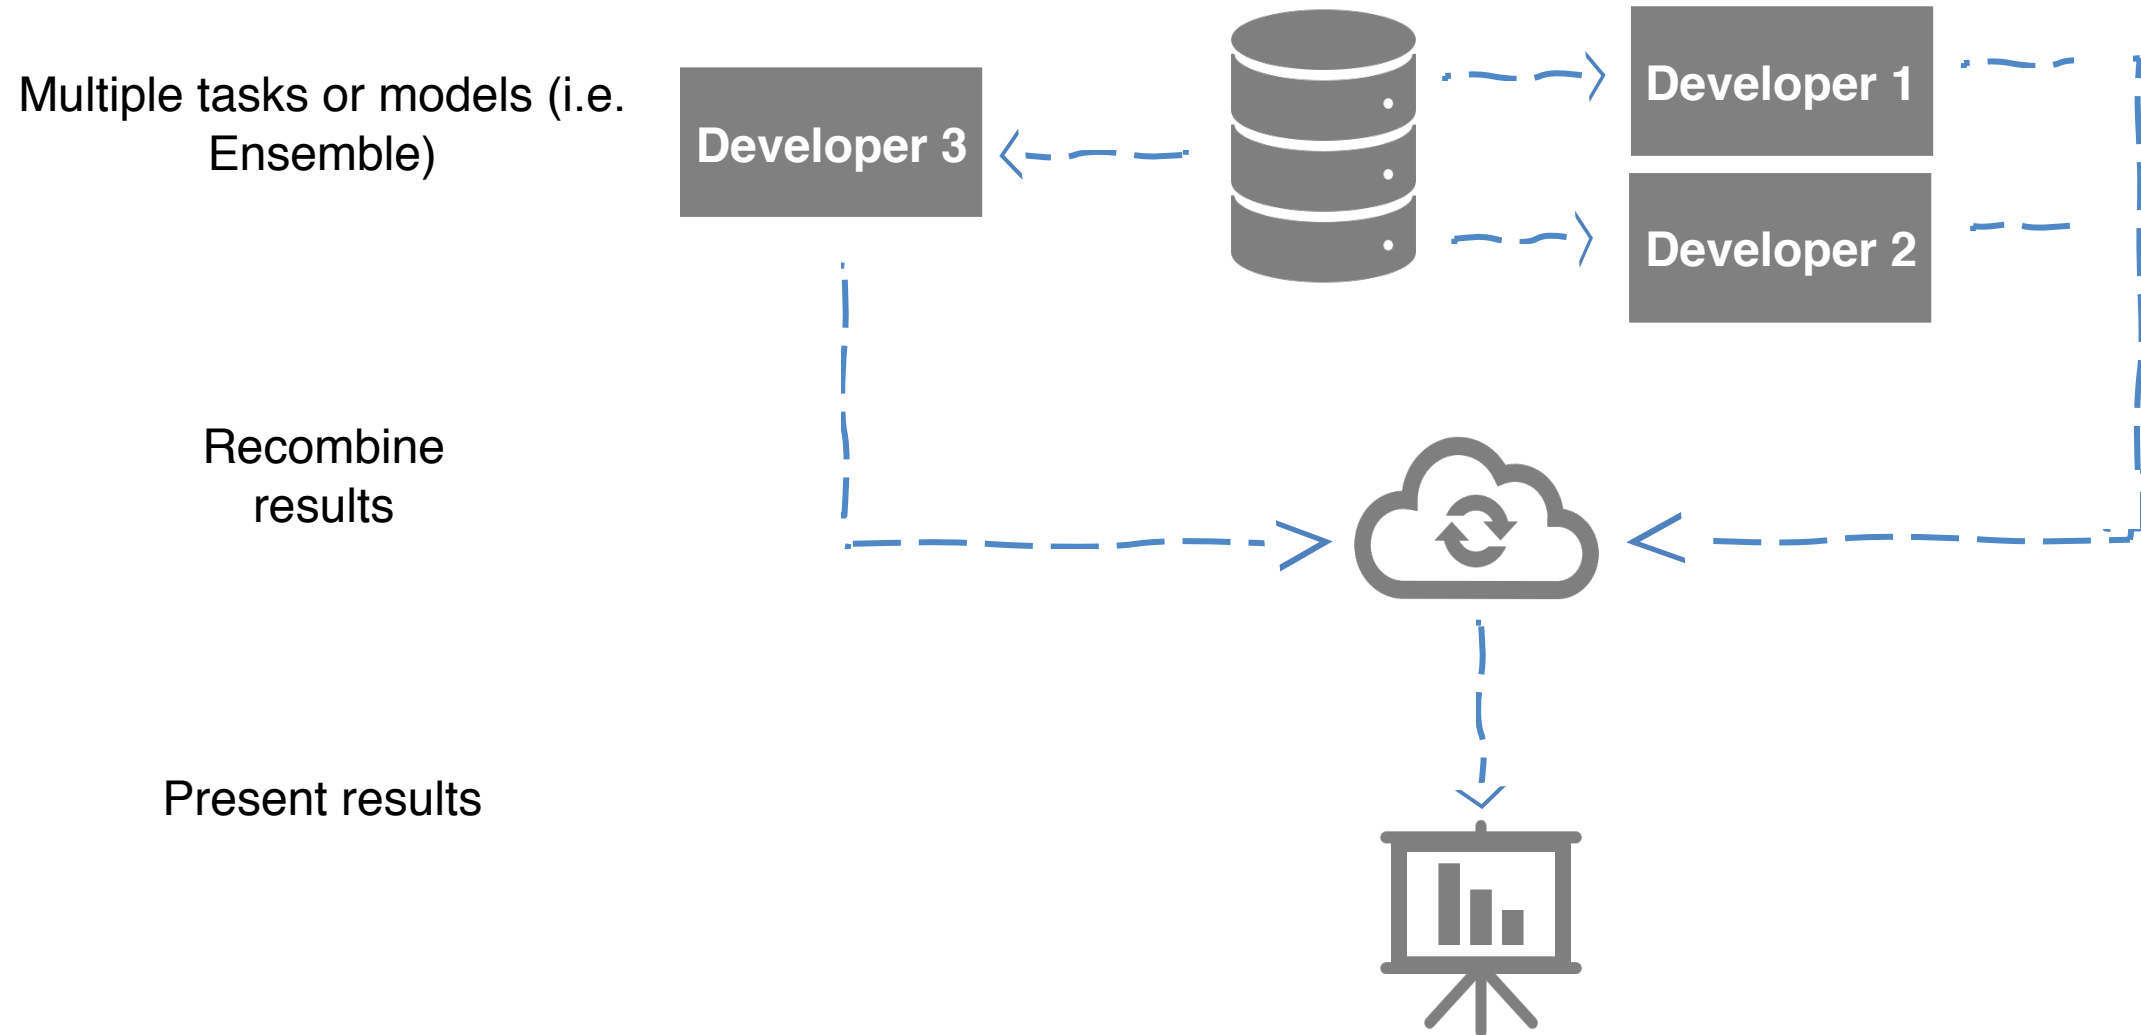 Multiple tasks or models (i.e.
Ensemble)
Developer 3
Developer 1
Developer 2
Recombine
results
Present results